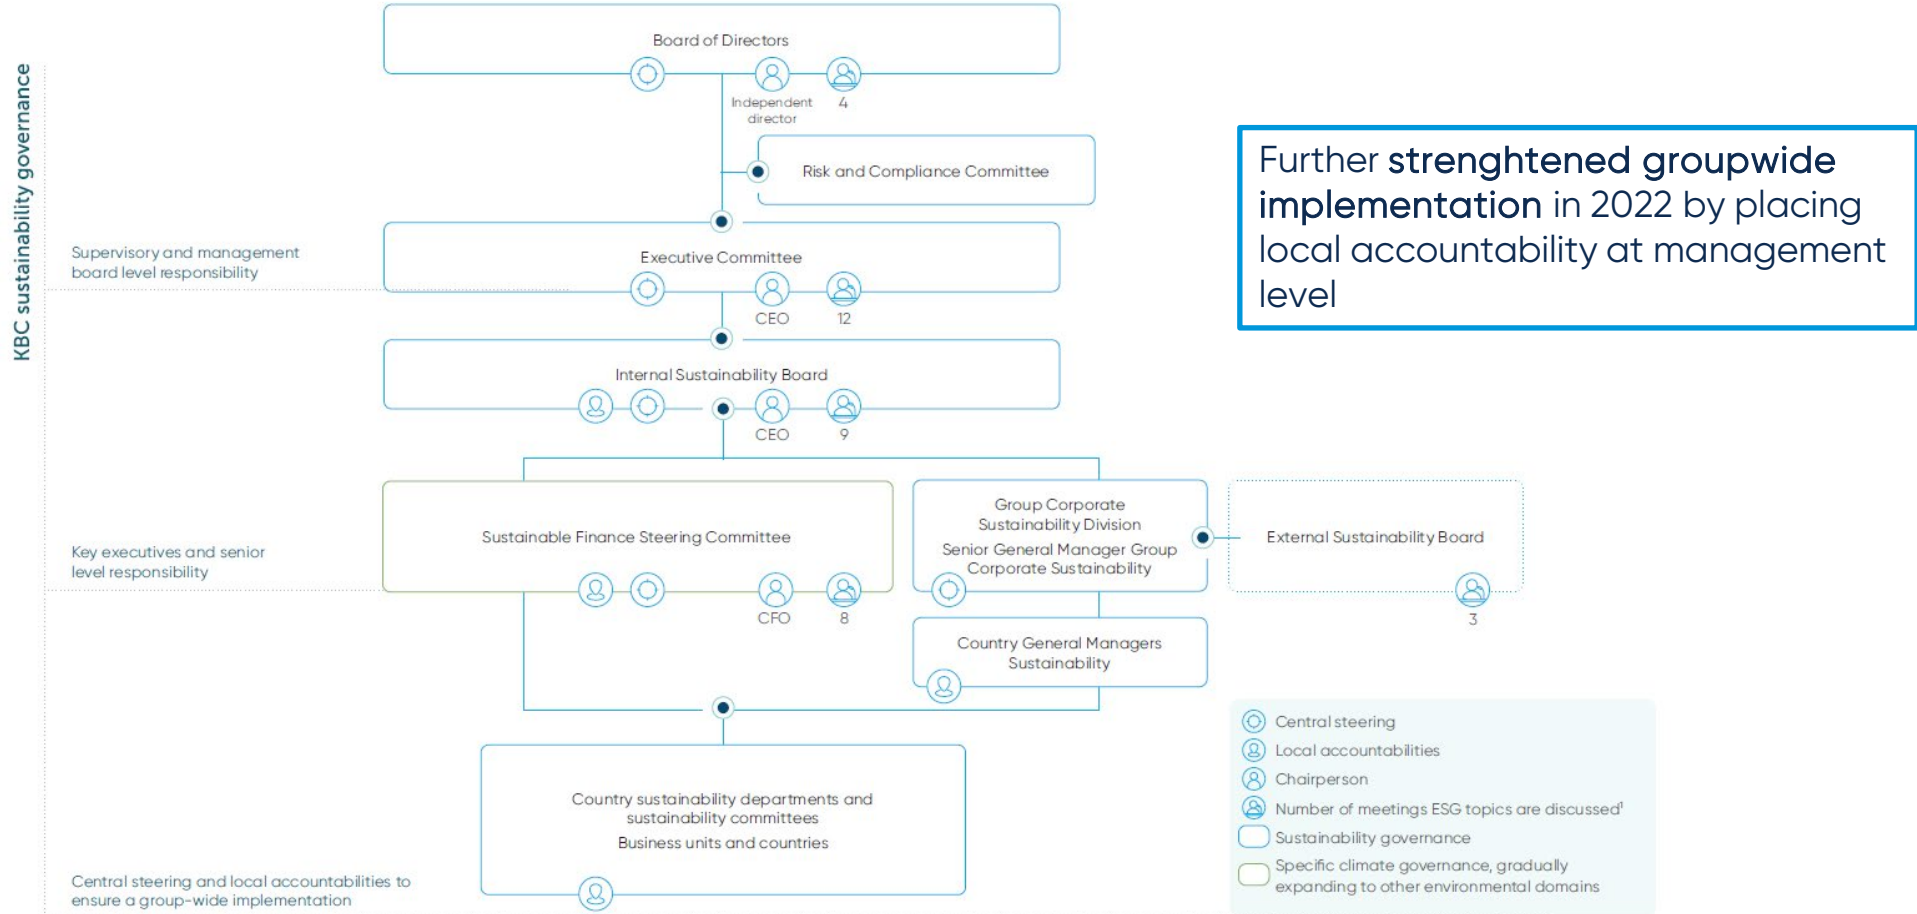 KBC sustainability governance
Board of Directors
Independent
director
4
Risk and Compliance Committee
Supervisory and management
board level responsibility
Executive Committee
CEO
12
Internal Sustainability Board
CEO
9
Further strenghtened groupwide
implementation in 2022 by placing
local accountability at management
level
Key executives and senior
level responsibility
Sustainable Finance Steering Committee
CFO
8
Group Corporate
Sustainability Division
Senior General Manager Group
Corporate Sustainability
External Sustainability Board
3
Country General Managers
Sustainability
Country sustainability departments and
sustainability committees
Business units and countries
Central steering and local accountabilities to
ensure a group-wide implementation
Central steering
Local accountabilities
Chairperson
Number of meetings ESG topics are discussed¹
Sustainability governance
Specific climate governance, gradually
expanding to other environmental domains